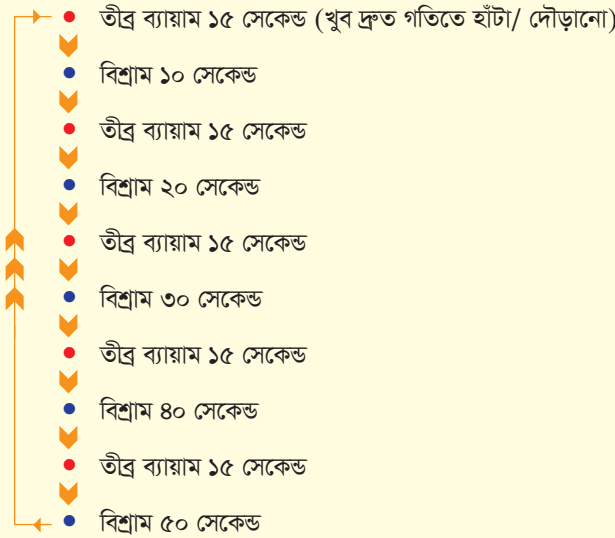 তীব্র ব্যায়াম ১৫ সেকেন্ড (খুব দ্রুত গতিতে হাঁটা/ দৌড়ানো)
বিশ্রাম ১০ সেকেন্ড
তীব্র ব্যায়াম ১৫ সেকেন্ড
বিশ্রাম ২০ সেকেন্ড
তীব্র ব্যায়াম ১৫ সেকেন্ড
বিশ্রাম ৩০ সেকেন্ড
তীব্র ব্যায়াম ১৫ সেকেন্ড
বিশ্রাম ৪০ সেকেন্ড
তীব্র ব্যায়াম ১৫ সেকেন্ড
বিশ্রাম ৫০ সেকেন্ড